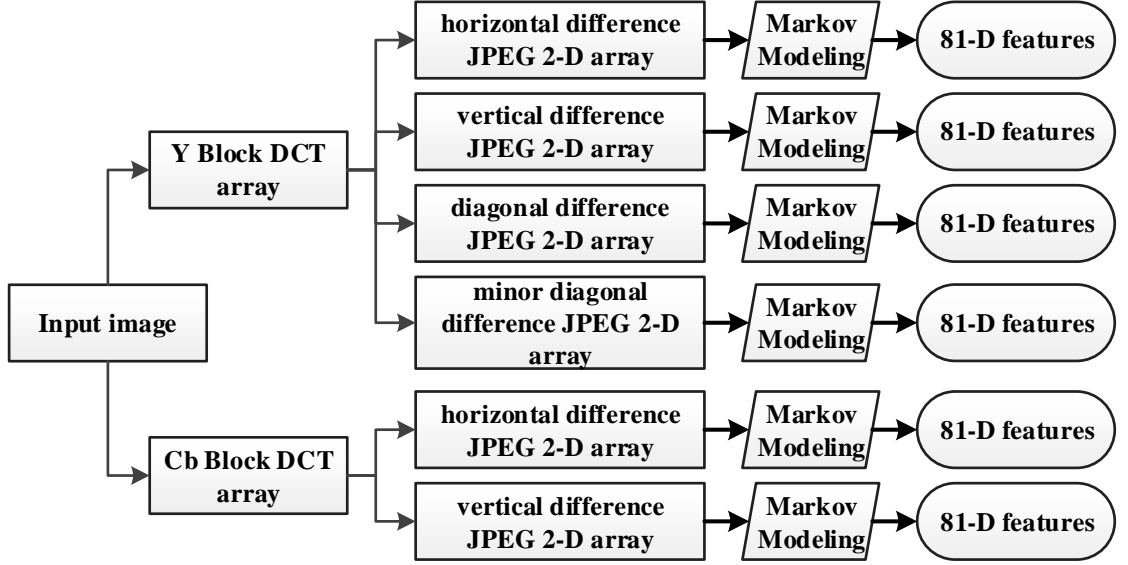 horizontal difference
JPEG 2-D array
Markov
Modeling
81-D features
vertical difference
JPEG 2-D array
Markov
Modeling
81-D features
Y Block DCT
array
diagonal difference
JPEG 2-D array
Markov
Modeling
81-D features
Input image
minor diagonal
difference JPEG 2-D
array
Markov
Modeling
81-D features
Cb Block DCT
array
horizontal difference
JPEG 2-D array
Markov
Modeling
81-D features
vertical difference
JPEG 2-D array
Markov
Modeling
81-D features